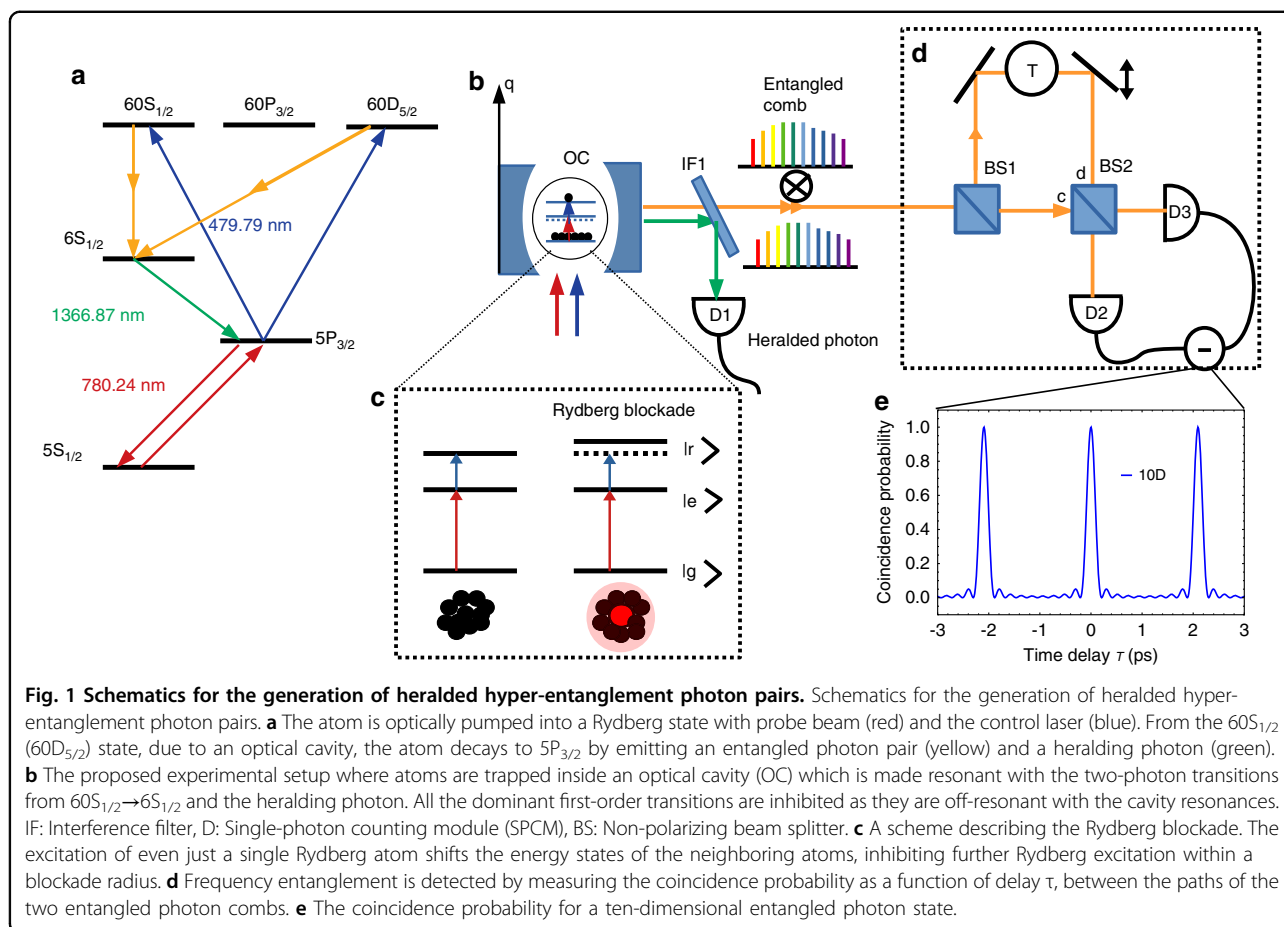 a
60S1/2
60P3/2
60D5/2
479.79 nm
6S1/2
1366.87 nm
5P3/2
780.24 nm
5S1/2
b
q
OC
IF1
Entangled
comb
D1
Heralded photon
c
Rydberg blockade
|r >
|e >
|g >
d
T
BS1
d
BS2
c
D3
D2
−
e
Coincidence probability
1.0
0.8
0.6
0.4
0.2
0.0
10D
-3 -2 -1 0 1 2 3
Time delay τ (ps)
Fig. 1 Schematics for the generation of heralded hyper-entanglement photon pairs. Schematics for the generation of heralded hyper-
entanglement photon pairs. a The atom is optically pumped into a Rydberg state with probe beam (red) and the control laser (blue). From the 60S1/2
(60D5/2) state, due to an optical cavity, the atom decays to 5P3/2 by emitting an entangled photon pair (yellow) and a heralding photon (green).
b The proposed experimental setup where atoms are trapped inside an optical cavity (OC) which is made resonant with the two-photon transitions
from 60S1/2→6S1/2 and the heralding photon. All the dominant first-order transitions are inhibited as they are off-resonant with the cavity resonances.
IF: Interference filter, D: Single-photon counting module (SPCM), BS: Non-polarizing beam splitter. c A scheme describing the Rydberg blockade. The
excitation of even just a single Rydberg atom shifts the energy states of the neighboring atoms, inhibiting further Rydberg excitation within a
blockade radius. d Frequency entanglement is detected by measuring the coincidence probability as a function of delay τ, between the paths of the
two entangled photon combs. e The coincidence probability for a ten-dimensional entangled photon state.